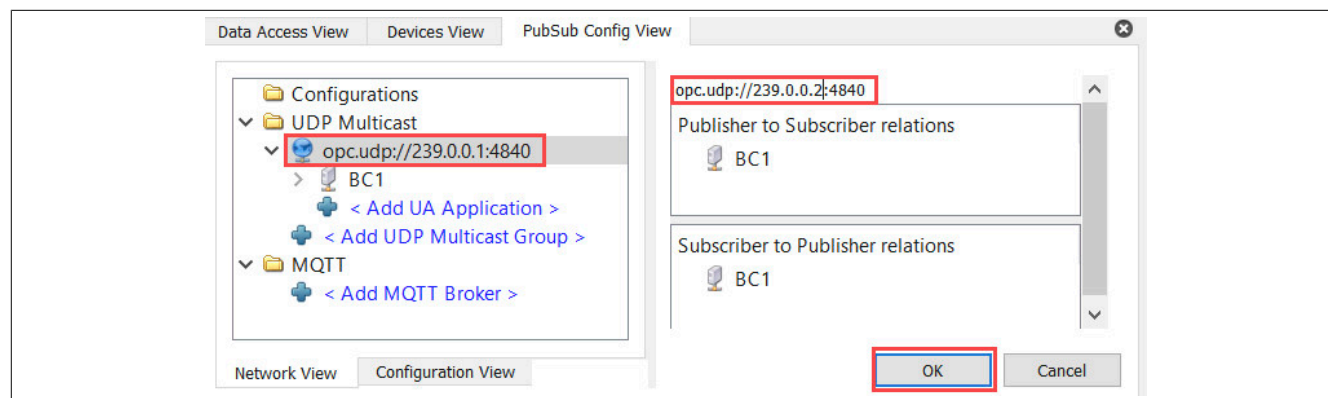 Data Access View
Devices View
PubSub Config View
Configurations
UDP Multicast
opc.udp://239.0.0.1:4840
BC1
< Add UA Application >
< Add UDP Multicast Group >
MQTT
< Add MQTT Broker >
Network View
Configuration View
opc.udp://239.0.0.2:4840
Publisher to Subscriber relations
BC1
Subscriber to Publisher relations
BC1
OK
Cancel